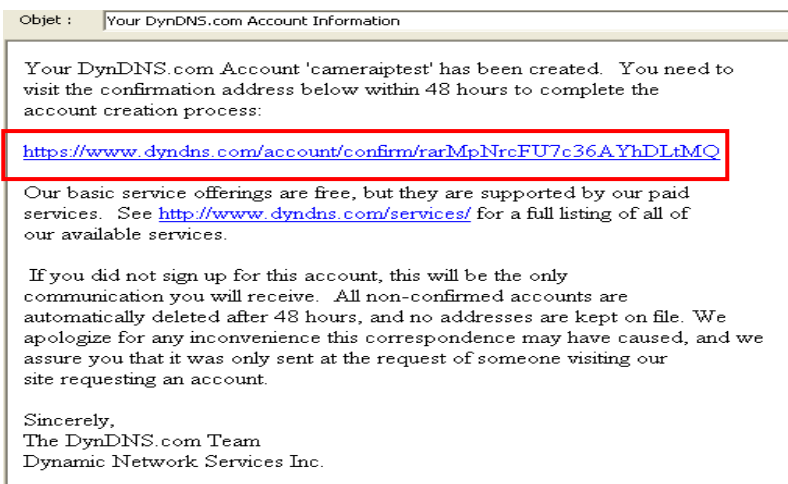 Objet : Your DynDNS.com Account Information
Your DynDNS.com Account 'cameraiptest' has been created. You need to
visit the confirmation address below within 48 hours to complete the
account creation process:
https://www.dyndns.com/account/confirm/rarMpNrcFU7c36AYhDLtMQ
Our basic service offerings are free, but they are supported by our paid
services. See http://www.dyndns.com/services/ for a full listing of all of
our available services.
If you did not sign up for this account, this will be the only
communication you will receive. All non-confirmed accounts are
automatically deleted after 48 hours, and no addresses are kept on file. We
apologize for any inconvenience this correspondence may have caused, and we
assure you that it was only sent at the request of someone visiting our
site requesting an account.
Sincerely,
The DynDNS.com Team
Dynamic Network Services Inc.